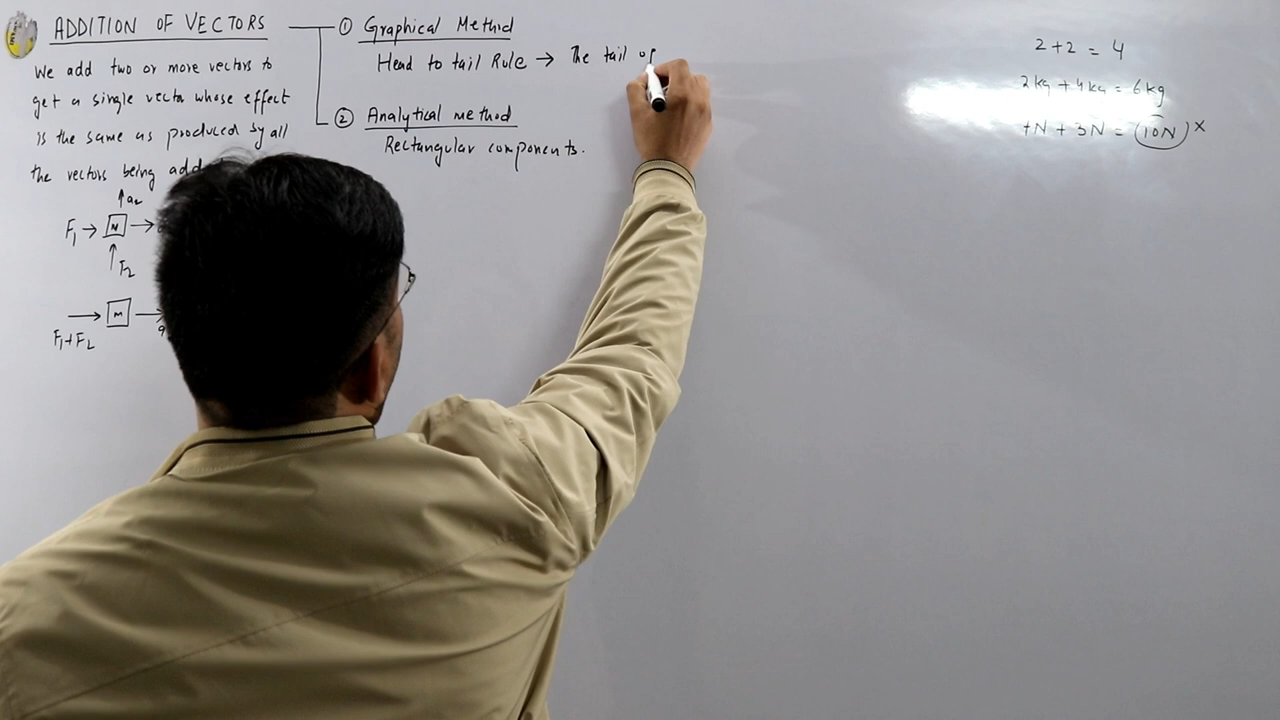 ADDITION OF VECTORS
We add two or more vectors to
get a single vector whose effect
is the same as produced by all
the vectors being
a2
F1 → M →
F2
M →
F1+F2
① Graphical Method
Head to tail Rule → The tail of
② Analytical method
Rectangular components.
2+2 = 4
2kg + 4kg = 6kg
N + 3N = (10N) x